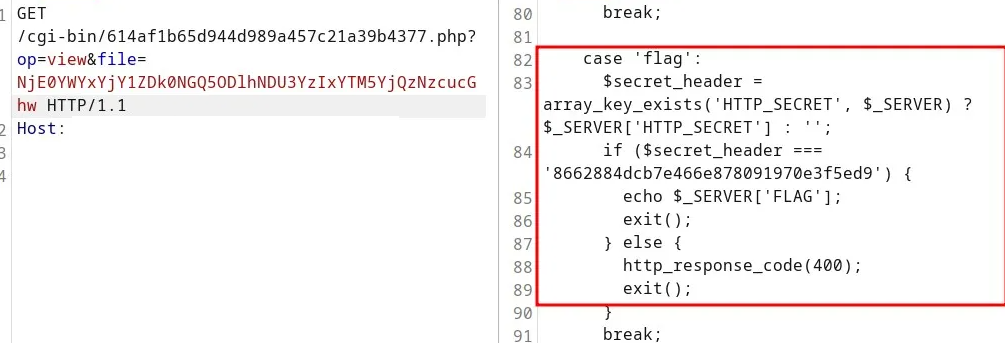 1 GET
/cgi-bin/614af1b65d944d989a457c21a39b4377.php?
op=view&file=
NjE0YWYxYjY1ZDk0NGQ5ODlhNDU3YzIxYTM5YjQzNzcucG
hw HTTP/1.1
2 Host:
3
4
80 break;
81
82 case 'flag':
83 $secret_header =
array_key_exists('HTTP_SECRET', $_SERVER) ?
$_SERVER['HTTP_SECRET'] : '';
84 if ($secret_header ===
'8662884dcb7e466e878091970e3f5ed9') {
85 echo $_SERVER['FLAG'];
86 exit();
87 } else {
88 http_response_code(400);
89 exit();
90 }
91 break;